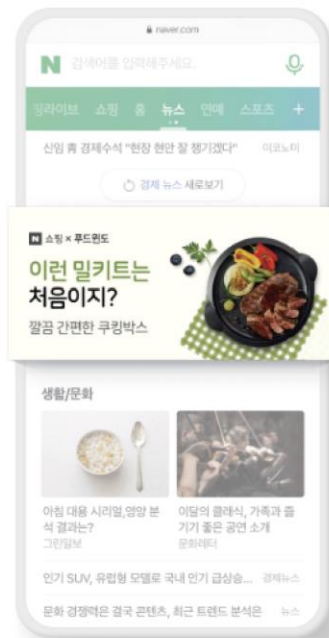 naver.com
N 검색어를 입력해주세요.
핑라이브 쇼핑 홈 뉴스 연예 스포츠 +
신임 靑 경제수석 "현장 현안 잘 챙기겠다" 이코노미
경제 뉴스 새로보기
N 쇼핑 × 푸드윈도
이런 밀키트는
처음이지?
깔끔 간편한 쿠킹박스
생활/문화
아침 대용 시리얼,영양 분
석 결과는?
그린일보
이달의 클래식, 가족과 즐
기기 좋은 공연 소개
문화레터
인기 SUV, 유럽형 모델로 국내 인기 급상승... 경제뉴스
문화 경쟁력은 결국 콘텐츠, 최근 트렌드 분석은 뉴스